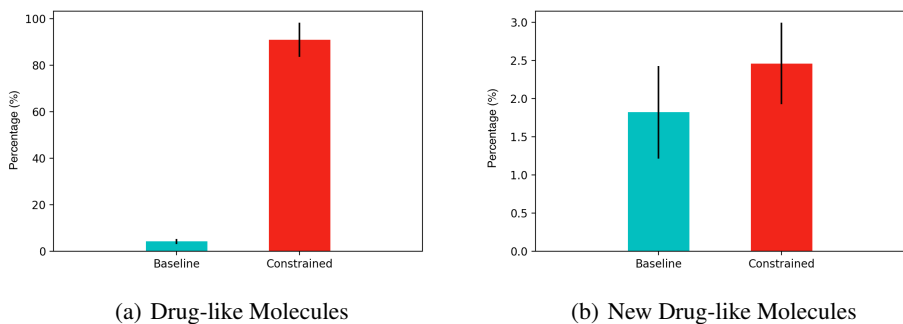 100
80
60
40
20
0
Percentage (%)
Baseline
Constrained
(a) Drug-like Molecules
3.0
2.5
2.0
1.5
1.0
0.5
0.0
Percentage (%)
Baseline
Constrained
(b) New Drug-like Molecules